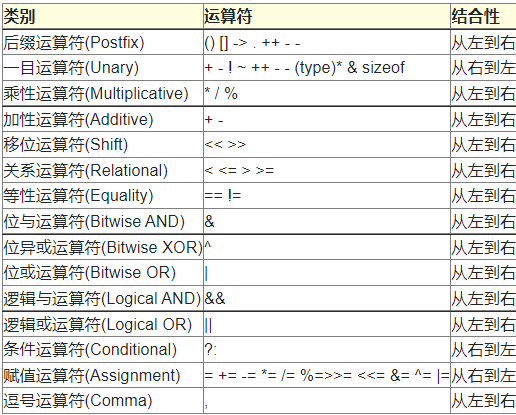 类别 运算符 结合性
后缀运算符(Postfix) () [] -> . ++ - - 从左到右
一目运算符(Unary) + - ! ~ ++ - - (type)* & sizeof 从右到左
乘性运算符(Multiplicative) * / % 从左到右
加性运算符(Additive) + - 从左到右
移位运算符(Shift) << >> 从左到右
关系运算符(Relational) < <= > >= 从左到右
等性运算符(Equality) == != 从左到右
位与运算符(Bitwise AND) & 从左到右
位异或运算符(Bitwise XOR) ^ 从左到右
位或运算符(Bitwise OR) | 从左到右
逻辑与运算符(Logical AND) && 从左到右
逻辑或运算符(Logical OR) || 从左到右
条件运算符(Conditional) ?: 从右到左
赋值运算符(Assignment) = += -= *= /= %=>>= <<= &= ^= |= 从右到左
逗号运算符(Comma) , 从左到右